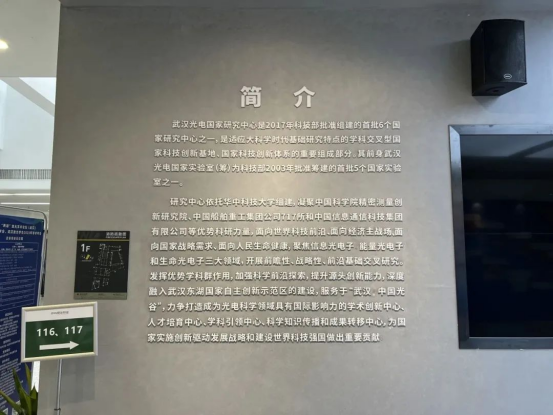 简 介
武汉光电国家研究中心是2017年科技部批准组建的首批6个国
家研究中心之一，是适应大科学时代基础研究特点的学科交叉型
国家科技创新基地、国家科技创新体系的重要组成部分。其前身武汉
光电国家实验室（筹）为科技部2003年批准筹建的首批5个国家实验
室之一。
研究中心依托华中科技大学组建，凝聚中国科学院精密测量创
新研究院、中国船舶重工集团公司717所和中国信息通信科技集团
有限公司等优势科研力量，面向世界科技前沿、面向经济主战场、面
向国家战略需求、面向人民生命健康，聚焦信息光电子、能量光电子
和生命光电子三大领域，开展前瞻性、战略性、前沿基础交叉研究。
发挥优势学科群作用，加强科学前沿探索，提升源头创新能力，深度
融入武汉东湖国家自主创新示范区的建设，服务于“武汉·中国光
谷”，力争打造成为光电科学领域具有国际影响力的学术创新中心、
人才培育中心、学科引领中心、科学知识传播和成果转移中心，为国
家实施创新驱动发展战略和建设世界科技强国做出重要贡献
1F
116、117